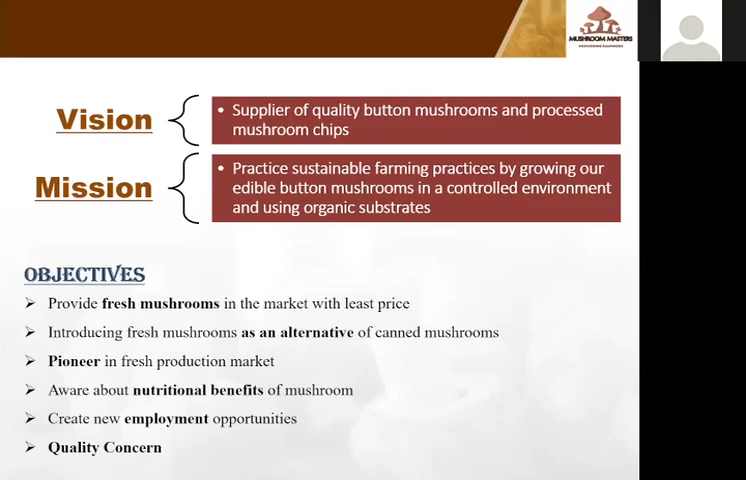 MUSHROOM MASTERS
Vision
• Supplier of quality button mushrooms and processed
mushroom chips
Mission
• Practice sustainable farming practices by growing our
edible button mushrooms in a controlled environment
and using organic substrates
OBJECTIVES
➢ Provide fresh mushrooms in the market with least price
➢ Introducing fresh mushrooms as an alternative of canned mushrooms
➢ Pioneer in fresh production market
➢ Aware about nutritional benefits of mushroom
➢ Create new employment opportunities
➢ Quality Concern